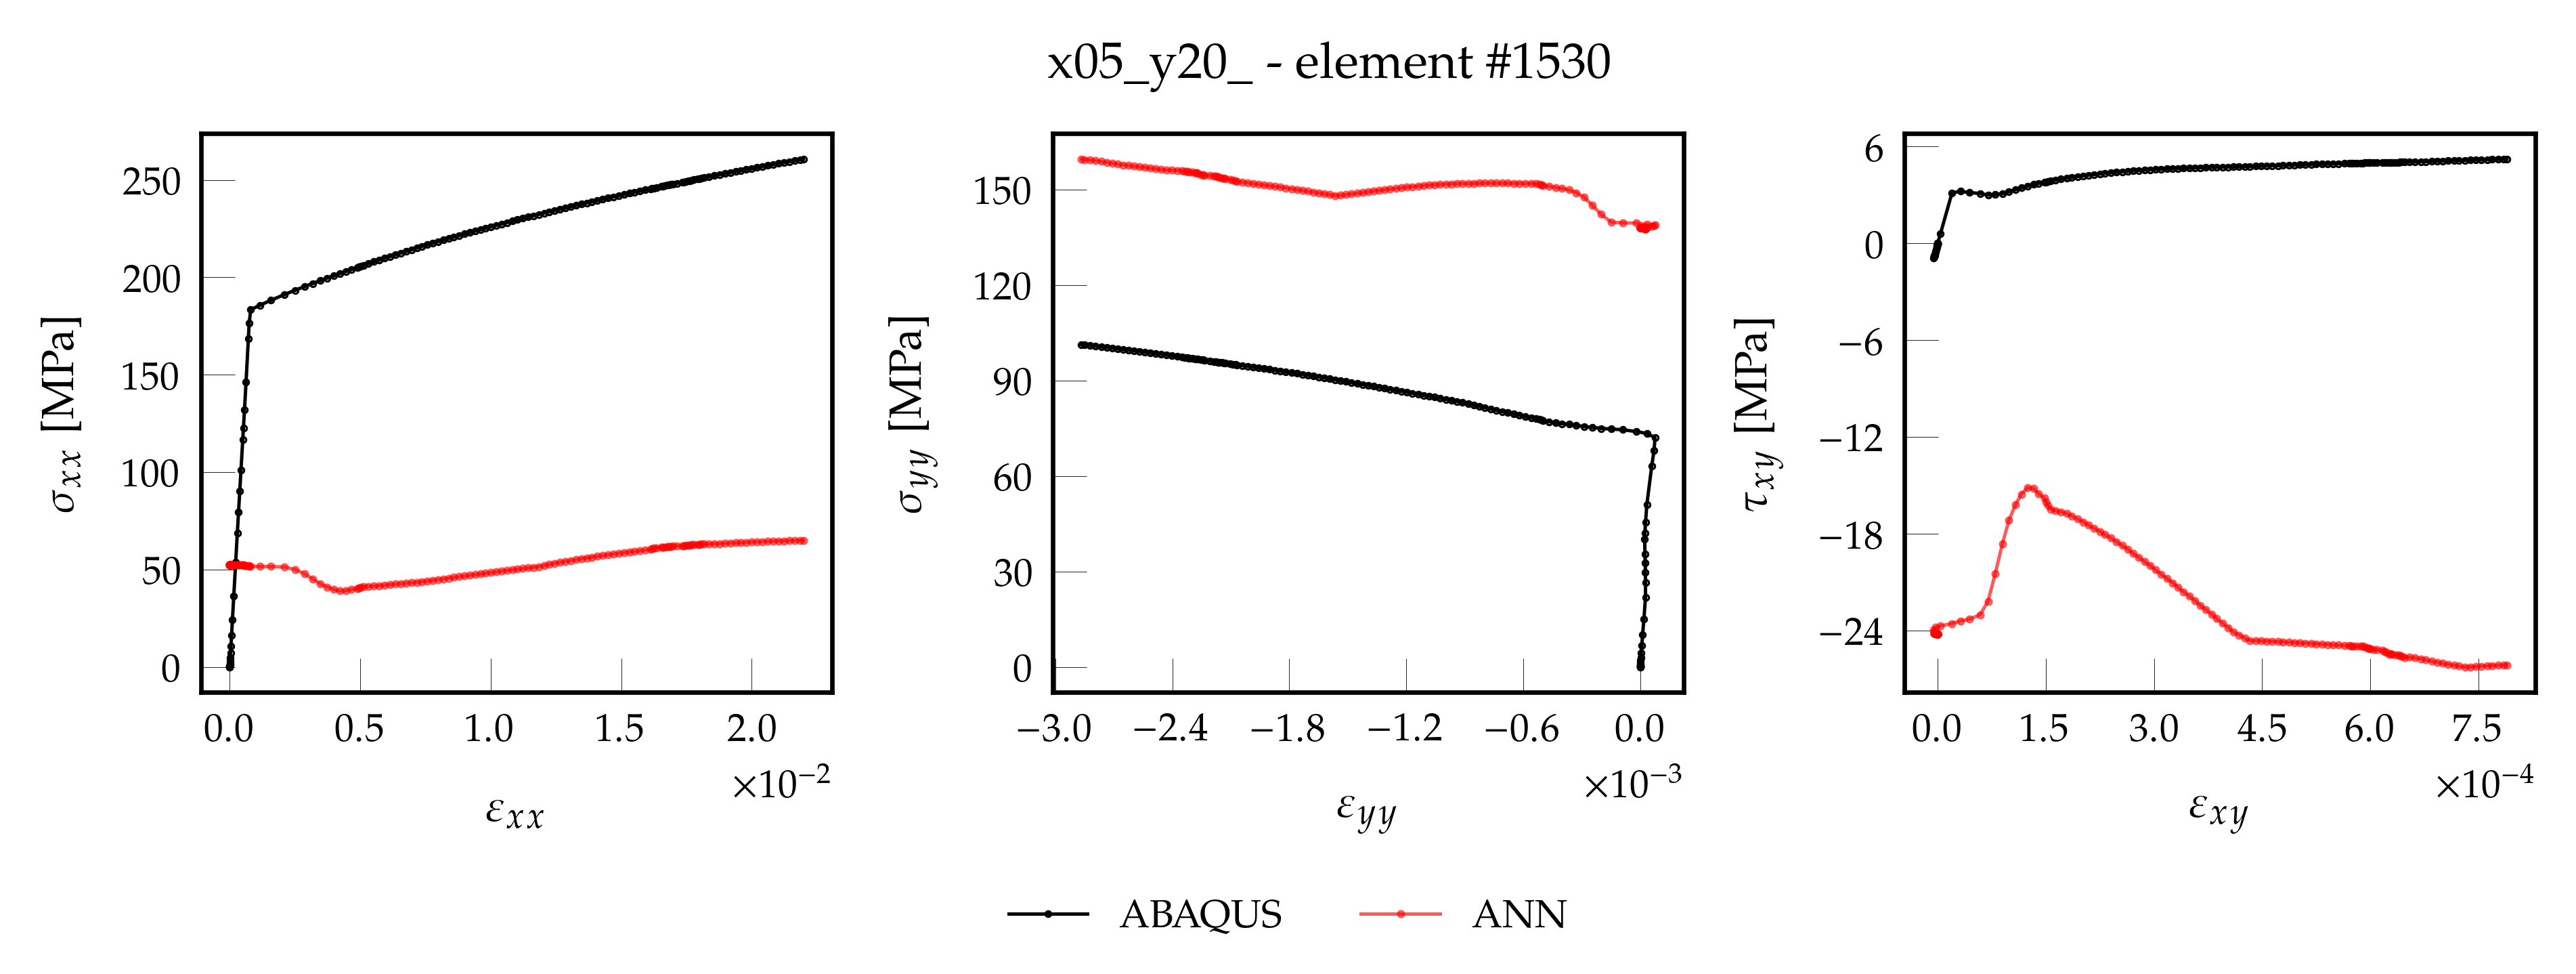 x05_y20_ - element #1530
σxx [MPa]
250
200
150
100
50
0
0.0 0.5 1.0 1.5 2.0
×10−2
εxx
σyy [MPa]
150
120
90
60
30
0
−3.0 −2.4 −1.8 −1.2 −0.6 0.0
×10−3
εyy
τxy [MPa]
6
0
−6
−12
−18
−24
0.0 1.5 3.0 4.5 6.0 7.5
×10−4
εxy
ABAQUS ANN